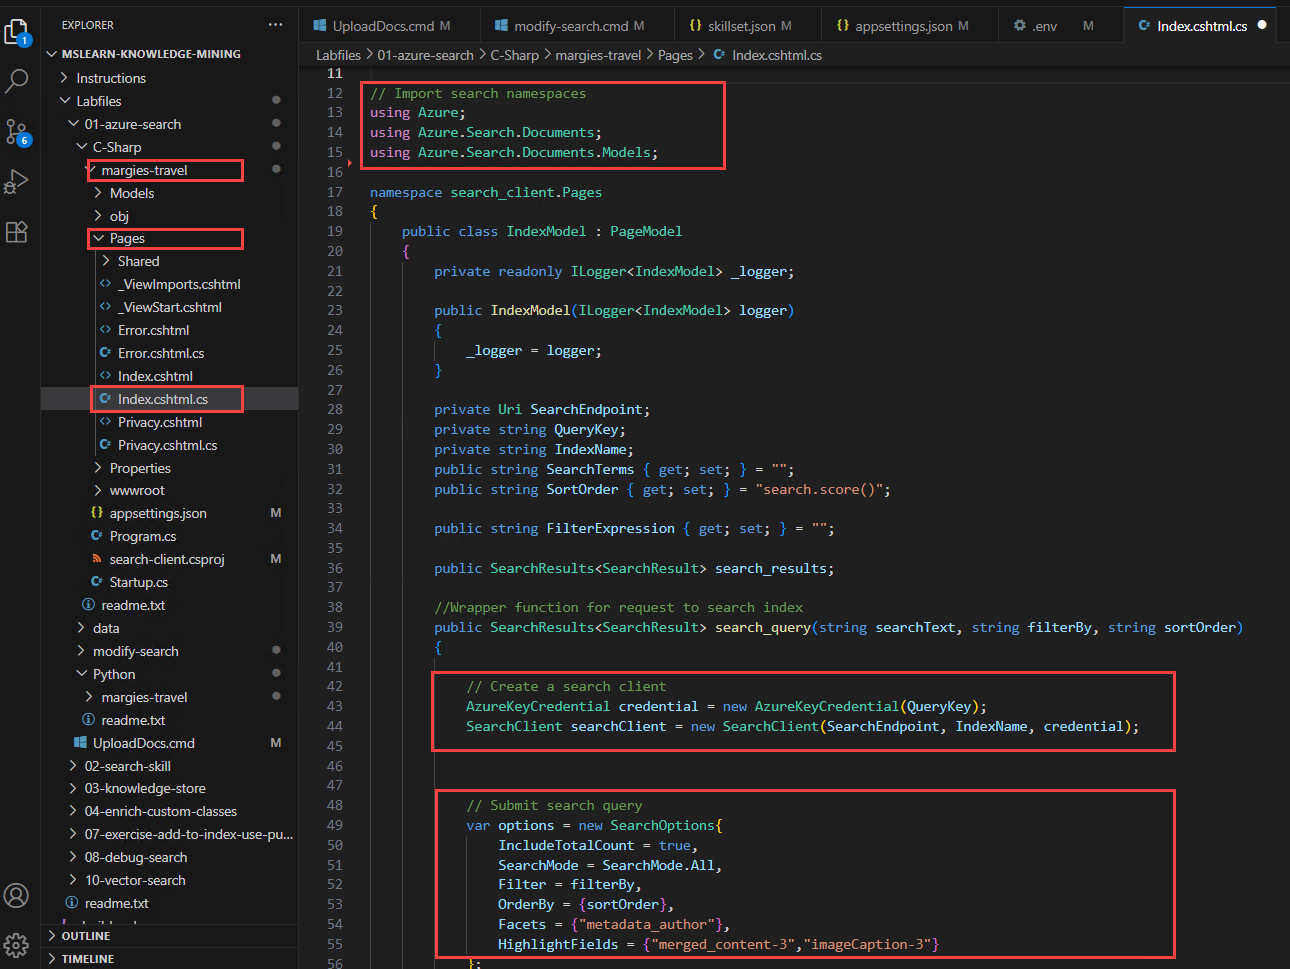 EXPLORER
···
1
6
MSLEARN-KNOWLEDGE-MINING
Instructions
Labfiles
01-azure-search
C-Sharp
margies-travel
Models
obj
Pages
Shared
_ViewImports.cshtml
_ViewStart.cshtml
Error.cshtml
Error.cshtml.cs
Index.cshtml
Index.cshtml.cs
Privacy.cshtml
Privacy.cshtml.cs
Properties
wwwroot
appsettings.json M
Program.cs
search-client.csproj M
Startup.cs
readme.txt
data
modify-search
Python
margies-travel
readme.txt
UploadDocs.cmd M
02-search-skill
03-knowledge-store
04-enrich-custom-classes
07-exercise-add-to-index-use-pu...
08-debug-search
10-vector-search
readme.txt
OUTLINE
TIMELINE
UploadDocs.cmd M
modify-search.cmd M
{} skillset.json M
{} appsettings.json M
.env M
Index.cshtml.cs
Labfiles > 01-azure-search > C-Sharp > margies-travel > Pages > Index.cshtml.cs
11
12 // Import search namespaces
13 using Azure;
14 using Azure.Search.Documents;
15 using Azure.Search.Documents.Models;
16
17 namespace search_client.Pages
18 {
19 public class IndexModel : PageModel
20 {
21 private readonly ILogger<IndexModel> _logger;
22
23 public IndexModel(ILogger<IndexModel> logger)
24 {
25 _logger = logger;
26 }
27
28 private Uri SearchEndpoint;
29 private string QueryKey;
30 private string IndexName;
31 public string SearchTerms { get; set; } = "";
32 public string SortOrder { get; set; } = "search.score()";
33
34 public string FilterExpression { get; set; } = "";
35
36 public SearchResults<SearchResult> search_results;
37
38 //Wrapper function for request to search index
39 public SearchResults<SearchResult> search_query(string searchText, string filterBy, string sortOrder)
40 {
41
42 // Create a search client
43 AzureKeyCredential credential = new AzureKeyCredential(QueryKey);
44 SearchClient searchClient = new SearchClient(SearchEndpoint, IndexName, credential);
45
46
47
48 // Submit search query
49 var options = new SearchOptions{
50 IncludeTotalCount = true,
51 SearchMode = SearchMode.All,
52 Filter = filterBy,
53 OrderBy = {sortOrder},
54 Facets = {"metadata_author"},
55 HighlightFields = {"merged_content-3","imageCaption-3"}
56 };